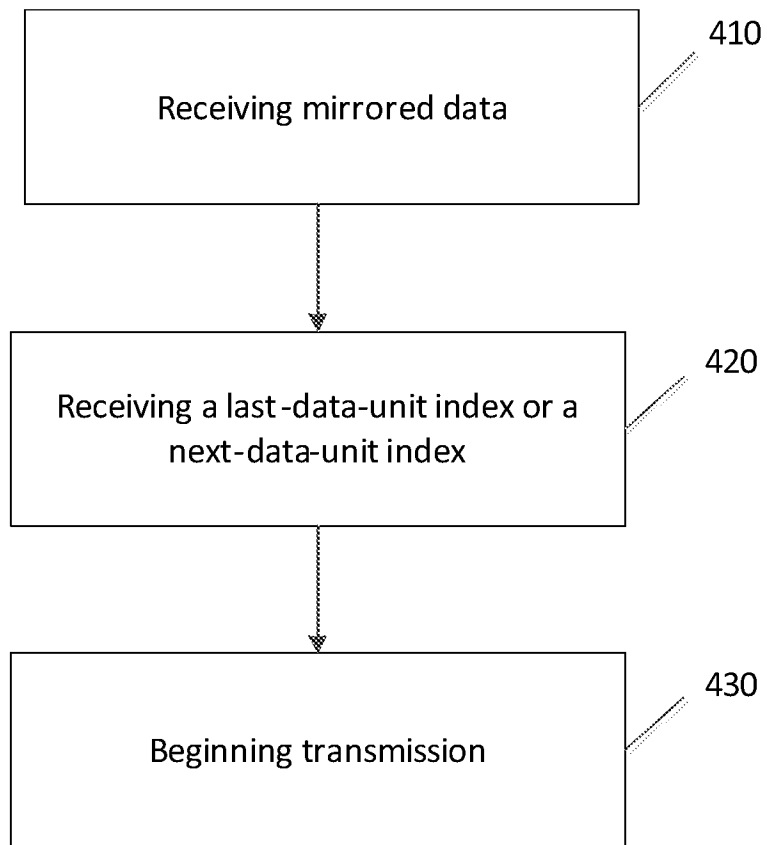 410
Receiving mirrored data
420
Receiving a last-data-unit index or a
next-data-unit index
430
Beginning transmission